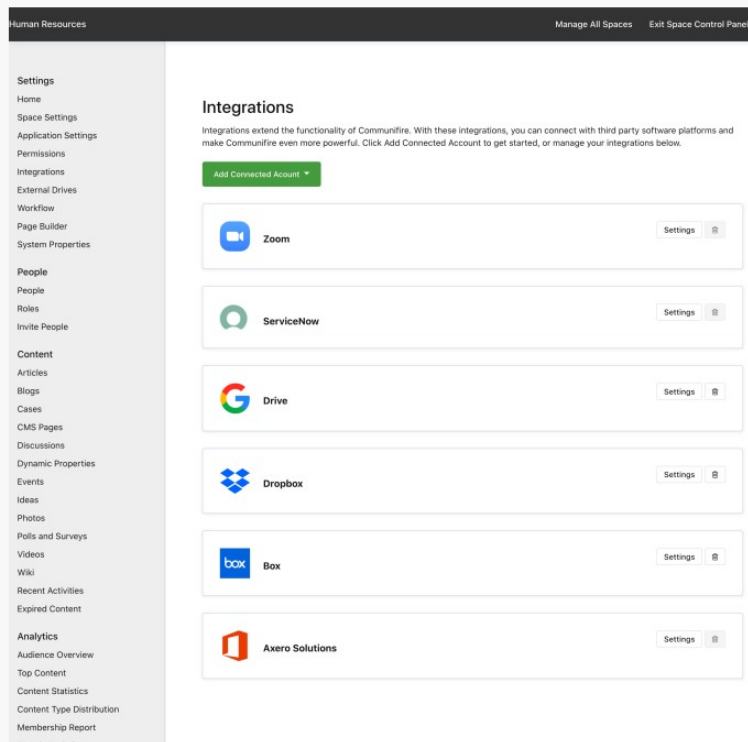 Human Resources
Manage All Spaces
Exit Space Control Panel
Settings
Home
Space Settings
Application Settings
Permissions
Integrations
External Drives
Workflow
Page Builder
System Properties
People
People
Roles
Invite People
Content
Articles
Blogs
Cases
CMS Pages
Discussions
Dynamic Properties
Events
Ideas
Photos
Polls and Surveys
Videos
Wiki
Recent Activities
Expired Content
Analytics
Audience Overview
Top Content
Content Statistics
Content Type Distribution
Membership Report
Integrations
Integrations extend the functionality of Communifire. With these integrations, you can connect with third party software platforms and
make Communifire even more powerful. Click Add Connected Account to get started, or manage your integrations below.
Add Connected Acount
Zoom
Settings
ServiceNow
Settings
Drive
Settings
Dropbox
Settings
box
Box
Settings
Axero Solutions
Settings